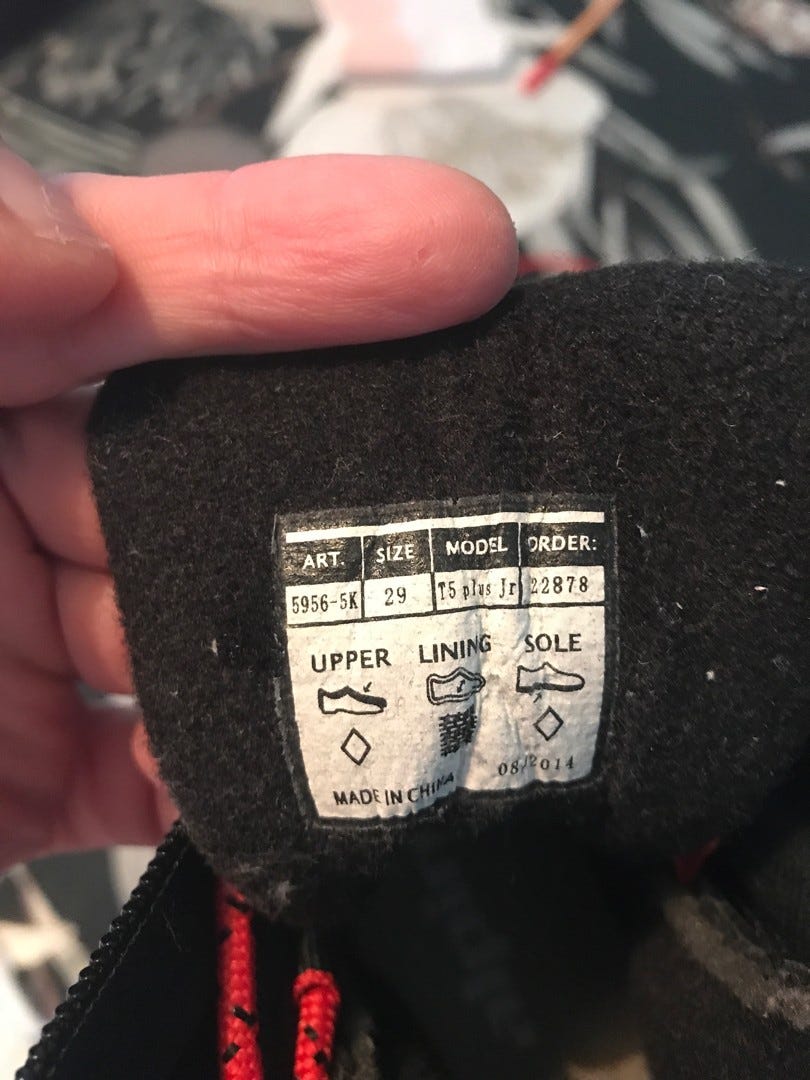 ART. SIZE MODEL ORDER:
5956-5K 29 T5 plus Jr 22878
UPPER LINING SOLE
08/2014
MADE IN CHINA